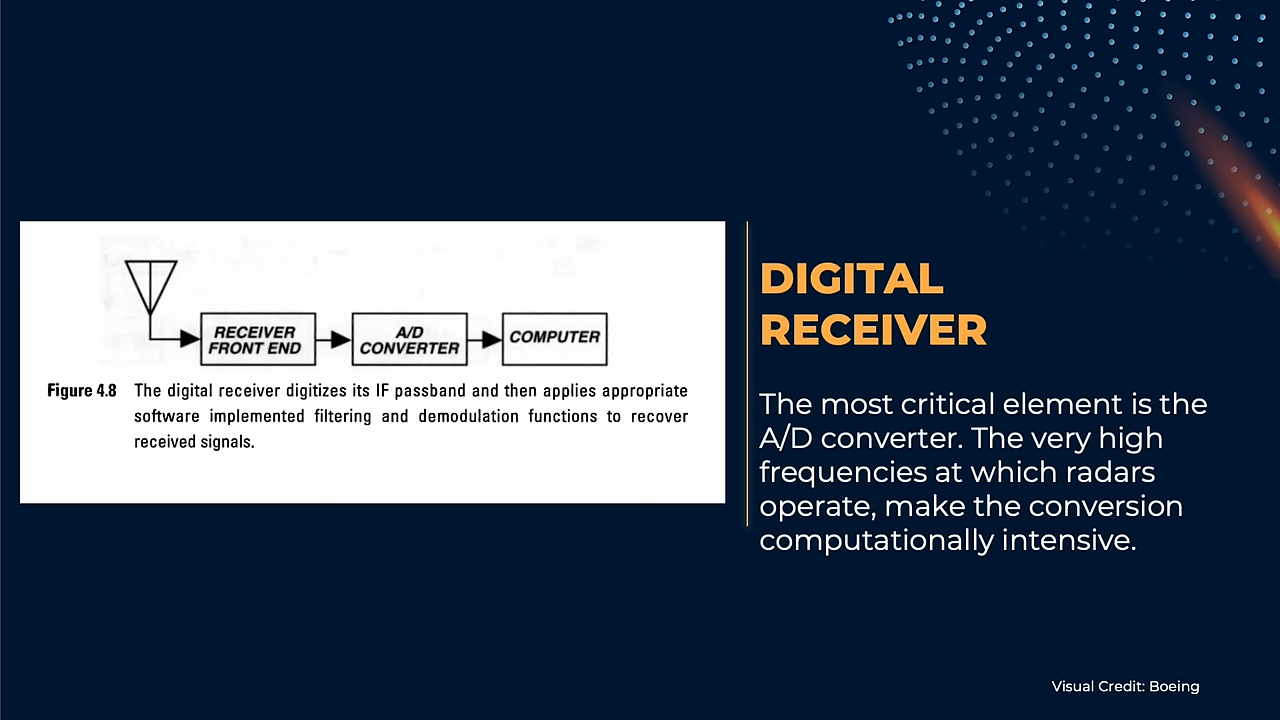 RECEIVER
FRONT END
A/D
CONVERTER
COMPUTER
Figure 4.8 The digital receiver digitizes its IF passband and then applies appropriate
software implemented filtering and demodulation functions to recover
received signals.
DIGITAL
RECEIVER
The most critical element is the
A/D converter. The very high
frequencies at which radars
operate, make the conversion
computationally intensive.
Visual Credit: Boeing